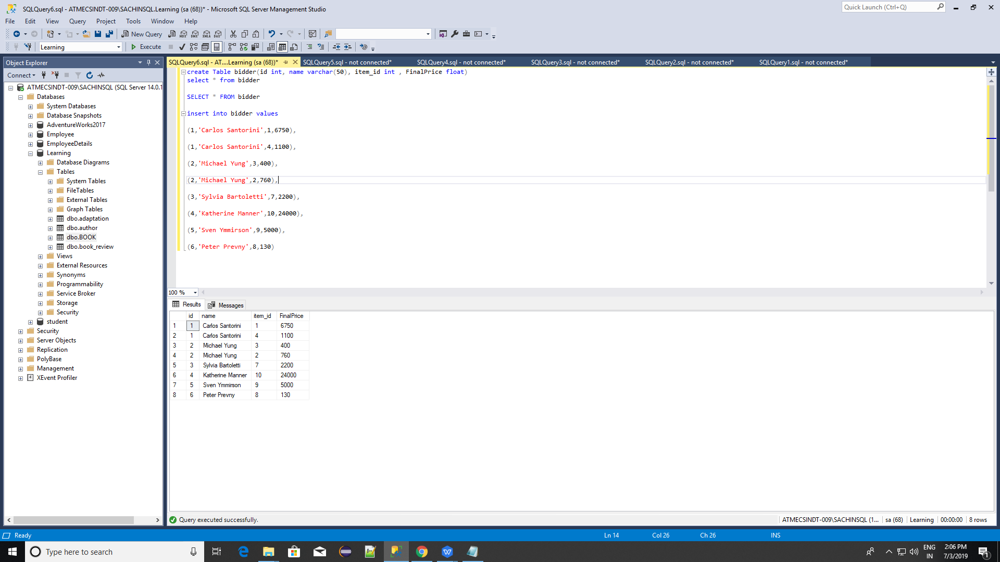 SQLQuery6.sql - ATMECSINDT-009\SACHINSQL.Learning (sa (68))* - Microsoft SQL Server Management Studio
Quick Launch (Ctrl+Q)
File Edit View Query Project Tools Window Help
New Query MDX DMX XMLA DAX
Learning Execute
Object Explorer
SQLQuery6.sql - AT....Learning (sa (68))* SQLQuery5.sql - not connected* SQLQuery4.sql - not connected* SQLQuery3.sql - not connected* SQLQuery2.sql - not connected* SQLQuery1.sql - not connected*
Connect
ATMECSINDT-009\SACHINSQL (SQL Server 14.0.1
Databases
System Databases
Database Snapshots
AdventureWorks2017
Employee
EmployeeDetails
Learning
Database Diagrams
Tables
System Tables
FileTables
External Tables
Graph Tables
dbo.adaptation
dbo.author
dbo.BOOK
dbo.book_review
Views
External Resources
Synonyms
Programmability
Service Broker
Storage
Security
student
Security
Server Objects
Replication
PolyBase
Management
XEvent Profiler
create Table bidder(id int, name varchar(50), item_id int , FinalPrice float)
select * from bidder
SELECT * FROM bidder
insert into bidder values
(1,'Carlos Santorini',1,6750),
(1,'Carlos Santorini',4,1100),
(2,'Michael Yung',3,400),
(2,'Michael Yung',2,760),
(3,'Sylvia Bartoletti',7,2200),
(4,'Katherine Manner',10,24000),
(5,'Sven Ymmirson',9,5000),
(6,'Peter Prevny',8,130)
100 %
Results Messages
id name item_id FinalPrice
1 1 Carlos Santorini 1 6750
2 1 Carlos Santorini 4 1100
3 2 Michael Yung 3 400
4 2 Michael Yung 2 760
5 3 Sylvia Bartoletti 7 2200
6 4 Katherine Manner 10 24000
7 5 Sven Ymmirson 9 5000
8 6 Peter Prevny 8 130
Query executed successfully. ATMECSINDT-009\SACHINSQL (1... sa (68) Learning 00:00:00 8 rows
Ready Ln 14 Col 26 Ch 26 INS
Type here to search
ENG
IN
2:06 PM
7/3/2019
1